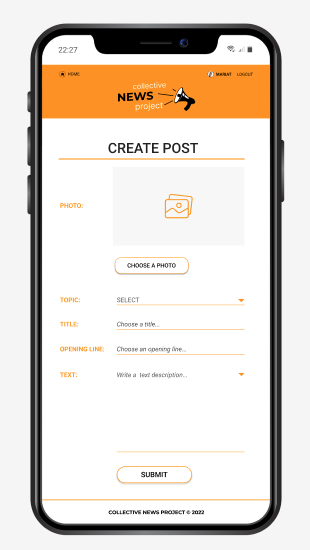 22:27
HOME
MARIAT LOGOUT
collective
NEWS
project
CREATE POST
PHOTO:
CHOOSE A PHOTO
TOPIC: SELECT
TITLE: Choose a title...
OPENING LINE: Choose an opening line...
TEXT: Write a text description...
SUBMIT
COLLECTIVE NEWS PROJECT © 2022